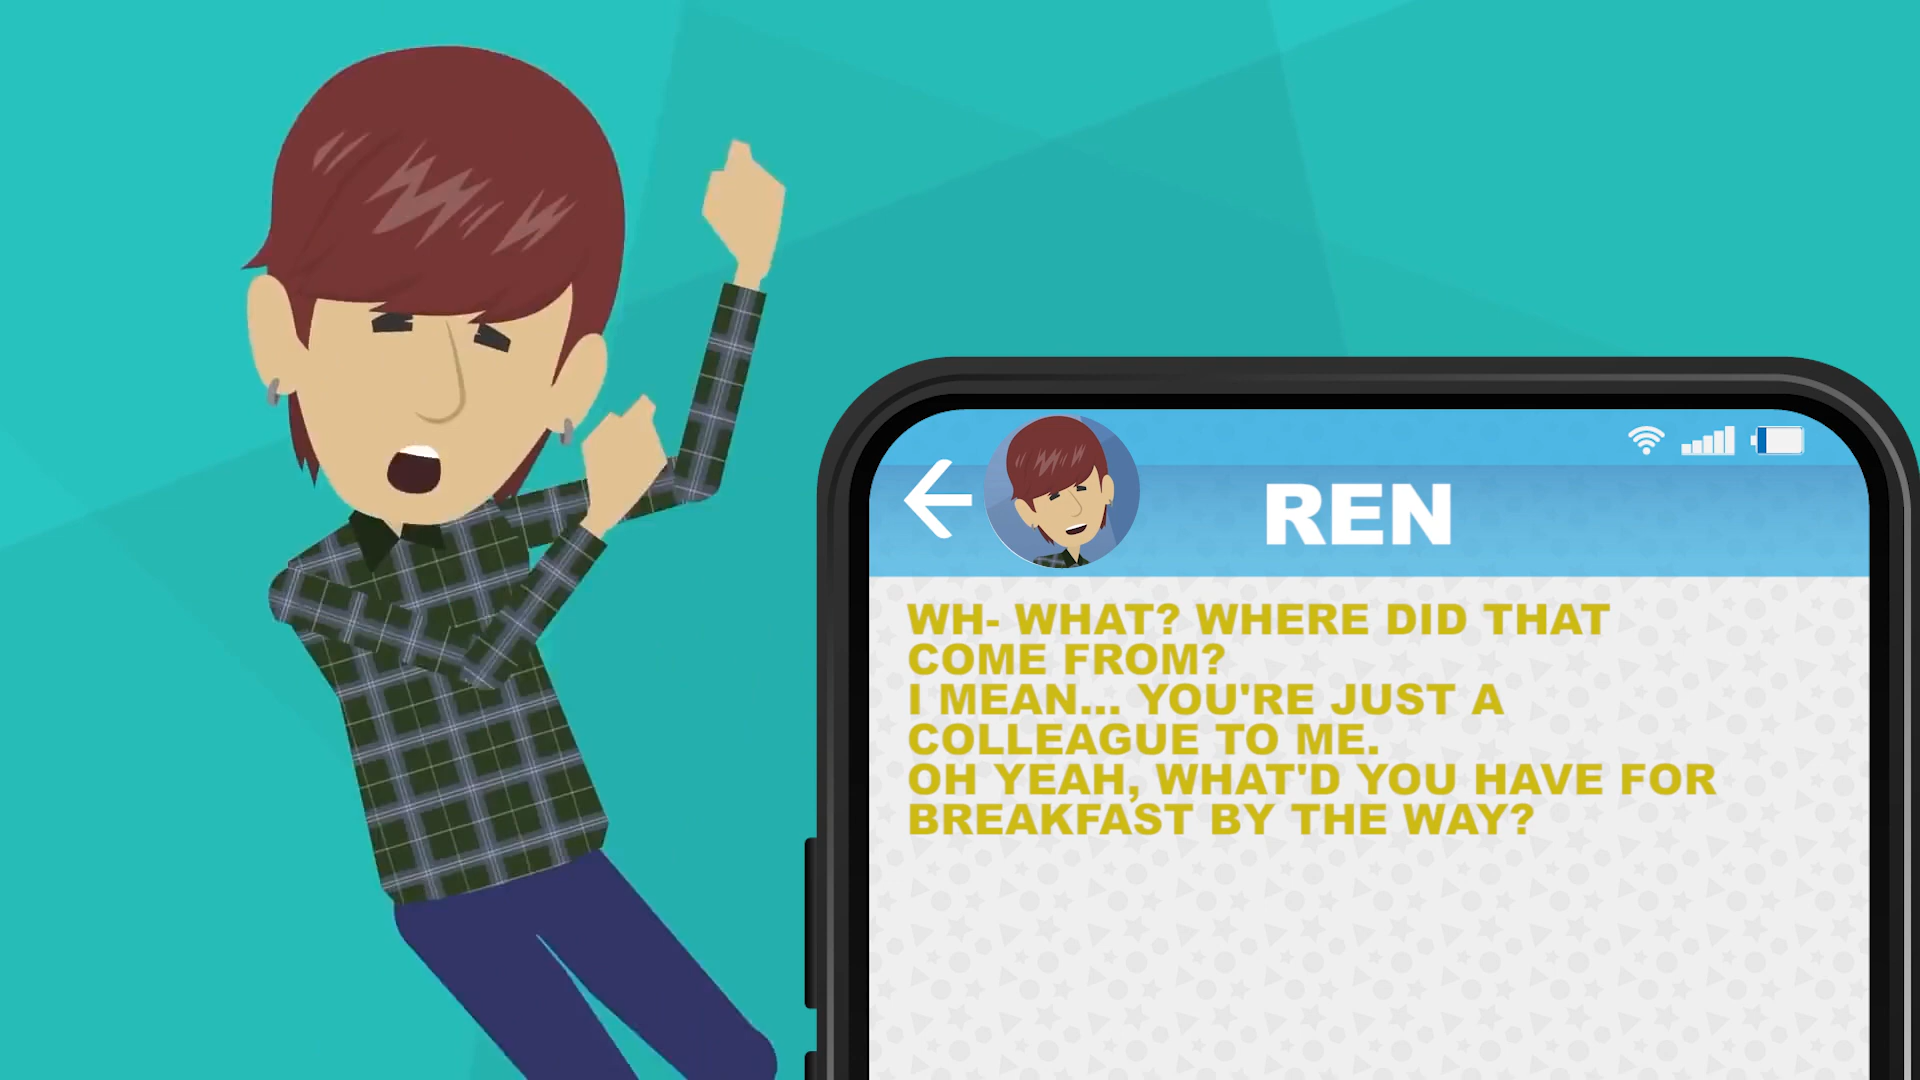 REN
WH- WHAT? WHERE DID THAT
COME FROM?
I MEAN... YOU'RE JUST A
COLLEAGUE TO ME.
OH YEAH, WHAT'D YOU HAVE FOR
BREAKFAST BY THE WAY?